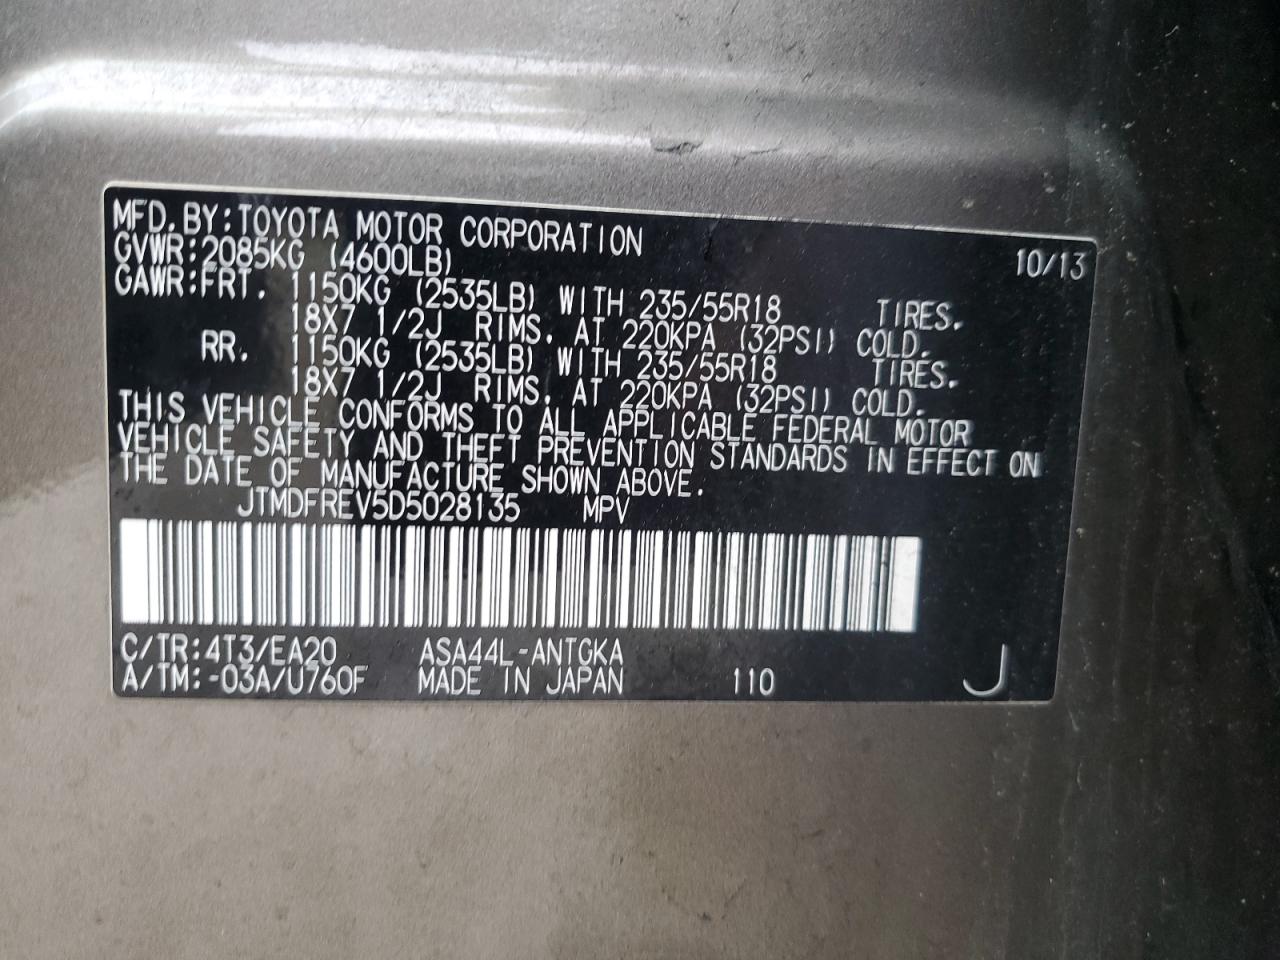 MFD.BY:TOYOTA MOTOR CORPORATION 10/13
GVWR:2085KG (4600LB)
GAWR:FRT. 1150KG (2535LB) WITH 235/55R18 TIRES.
18X7 1/2J RIMS. AT 220KPA (32PSI) COLD.
RR. 1150KG (2535LB) WITH 235/55R18 TIRES.
18X7 1/2J RIMS. AT 220KPA (32PSI) COLD.
THIS VEHICLE CONFORMS TO ALL APPLICABLE FEDERAL MOTOR
VEHICLE SAFETY AND THEFT PREVENTION STANDARDS IN EFFECT ON
THE DATE OF MANUFACTURE SHOWN ABOVE.
JTMDFREV5D5028135 MPV
C/TR:4T3/EA20 ASA44L-ANTGKA
A/TM:-03A/U760F MADE IN JAPAN 110 J